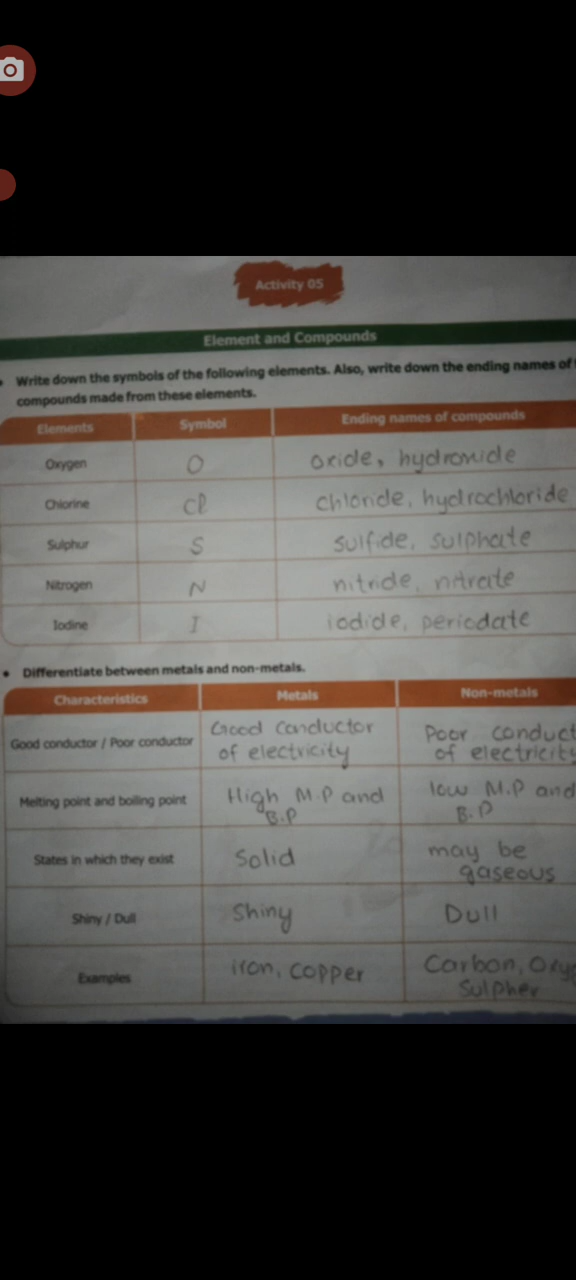 Activity 05
Element and Compounds
Write down the symbols of the following elements. Also, write down the ending names of
compounds made from these elements.
Elements Symbol Ending names of compounds
Oxygen O oxide, hydroxide
Chlorine Cl chloride, hydrochloride
Sulphur S sulfide, sulphate
Nitrogen N nitride, nitrate
Iodine I iodide, periodate
Differentiate between metals and non-metals.
Characteristics Metals Non-metals
Good conductor / Poor conductor Good Conductor Poor conduct
of electricity of electricity
Melting point and boiling point High M.P and low M.P and
B.P B.P
States in which they exist Solid may be
gaseous
Shiny / Dull Shiny Dull
Examples iron, copper Carbon, Oxy
Sulpher